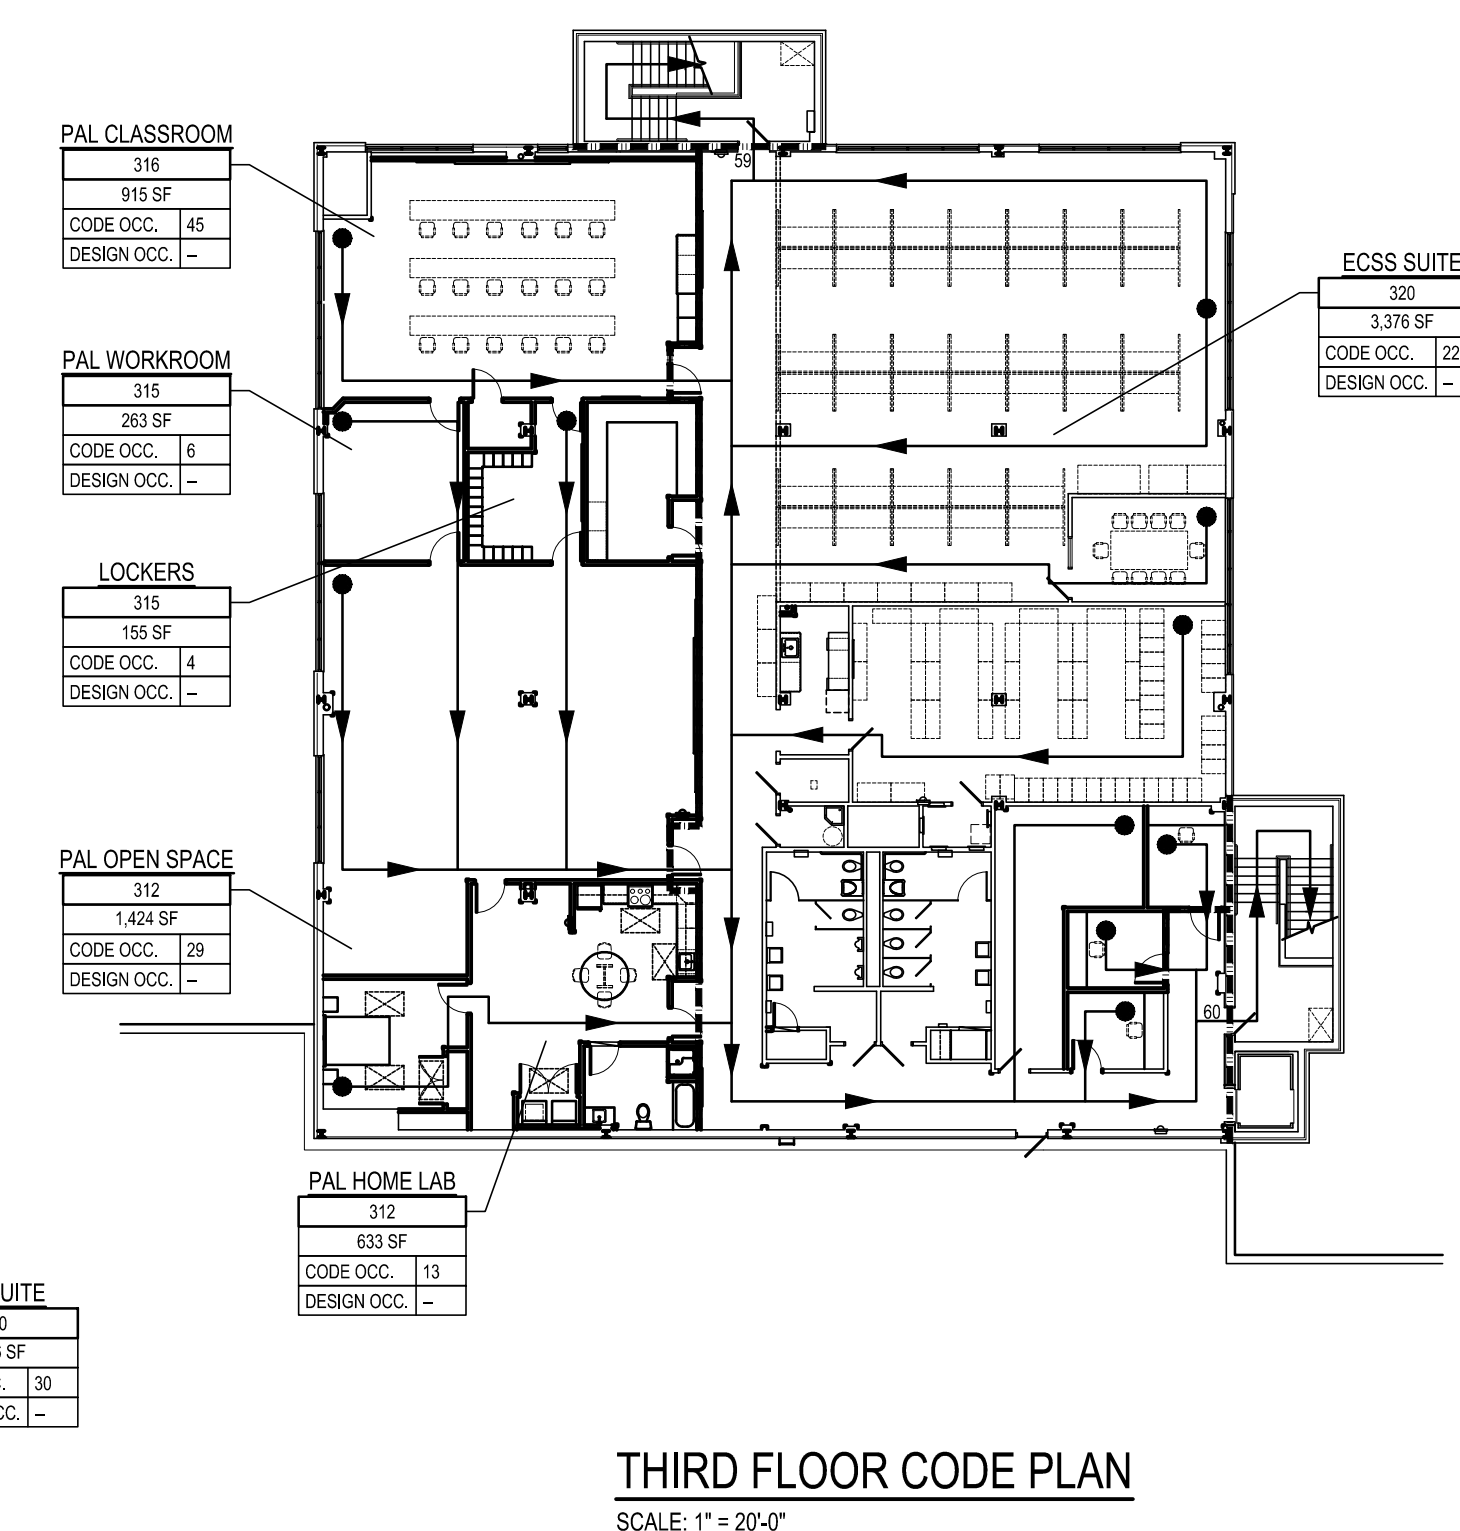 PAL CLASSROOM
316
915 SF
CODE OCC. 45
DESIGN OCC. –
59
ECSS SUITE
320
3,376 SF
CODE OCC. 22
DESIGN OCC. –
PAL WORKROOM
315
263 SF
CODE OCC. 6
DESIGN OCC. –
LOCKERS
315
155 SF
CODE OCC. 4
DESIGN OCC. –
PAL OPEN SPACE
312
1,424 SF
CODE OCC. 29
DESIGN OCC. –
60
PAL HOME LAB
312
633 SF
CODE OCC. 13
DESIGN OCC. –
UITE
0
SF
. 30
CC. –
THIRD FLOOR CODE PLAN
SCALE: 1" = 20'-0"